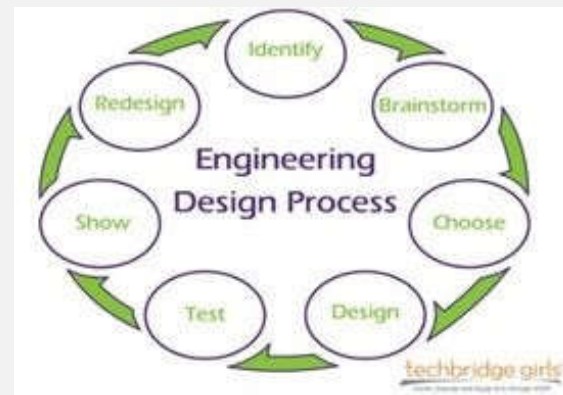 Identify
Brainstorm
Choose
Design
Test
Show
Redesign
Engineering
Design Process
techbridge girls